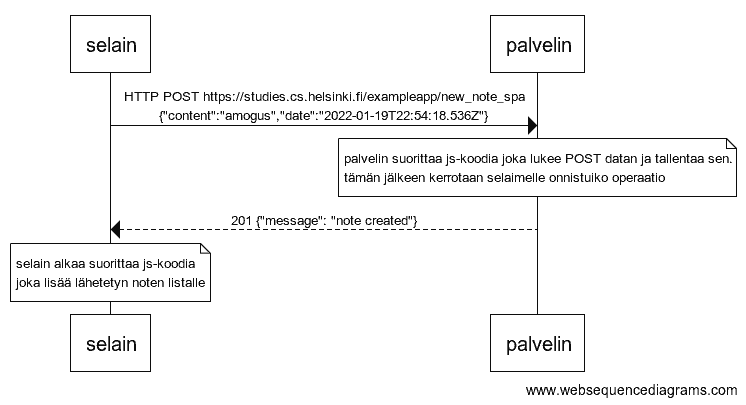 selain
palvelin
HTTP POST https://studies.cs.helsinki.fi/exampleapp/new_note_spa
{"content":"amogus","date":"2022-01-19T22:54:18.536Z"}
palvelin suorittaa js-koodia joka lukee POST datan ja tallentaa sen.
tämän jälkeen kerrotaan selaimelle onnistuiko operaatio
201 {"message": "note created"}
selain alkaa suorittaa js-koodia
joka lisää lähetetyn noten listalle
selain
palvelin
www.websequencediagrams.com